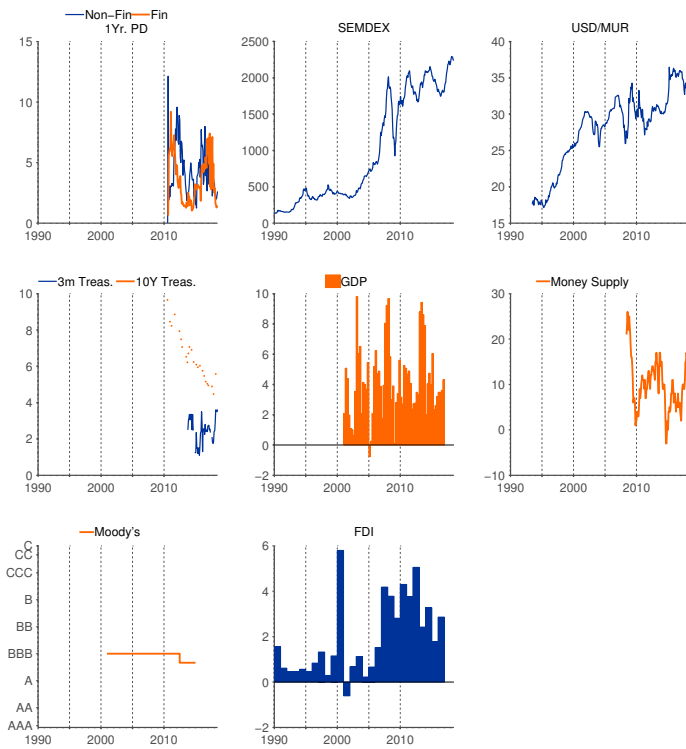 Non−Fin Fin
1Yr. PD
15
10
5
0
1990 2000 2010
SEMDEX
2500
2000
1500
1000
500
0
1990 2000 2010
USD/MUR
40
35
30
25
20
15
1990 2000 2010
3m Treas. 10Y Treas.
10
8
6
4
2
0
1990 2000 2010
GDP
10
8
6
4
2
0
−2
1990 2000 2010
Money Supply
30
20
10
0
−10
1990 2000 2010
Moody's
C
CC
CCC
B
BB
BBB
A
AA
AAA
1990 2000 2010
FDI
6
4
2
0
−2
1990 2000 2010